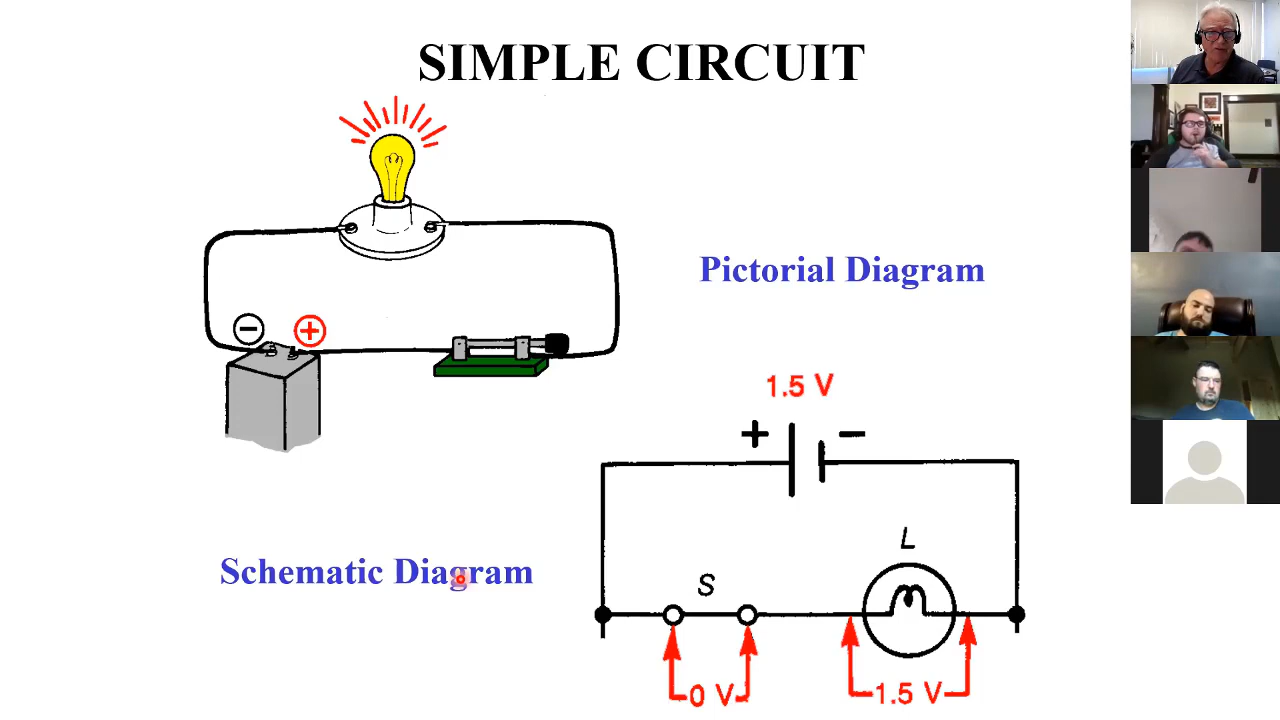 SIMPLE CIRCUIT
− +
Pictorial Diagram
1.5 V
+ −
Schematic Diagram
S
L
0 V
1.5 V